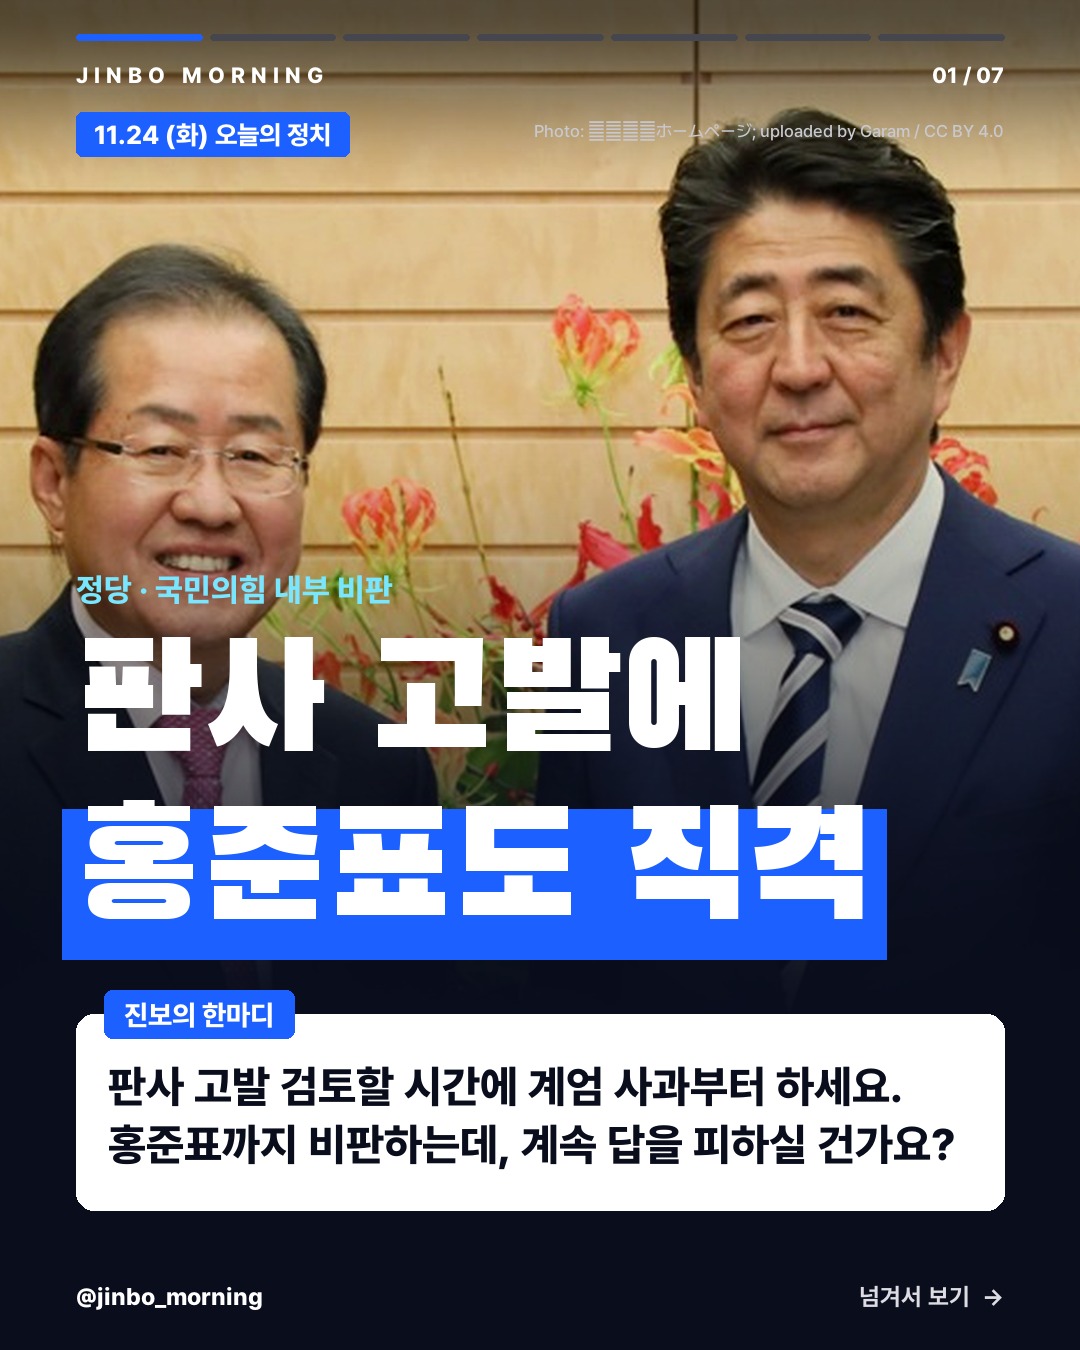 JINBO MORNING
01 / 07
11.24 (화) 오늘의 정치
Photo: ホームページ; uploaded by Garam / CC BY 4.0
정당 · 국민의힘 내부 비판
판사 고발에
홍준표도 직격
진보의 한마디
판사 고발 검토할 시간에 계엄 사과부터 하세요.
홍준표까지 비판하는데, 계속 답을 피하실 건가요?
@jinbo_morning
넘겨서 보기 →